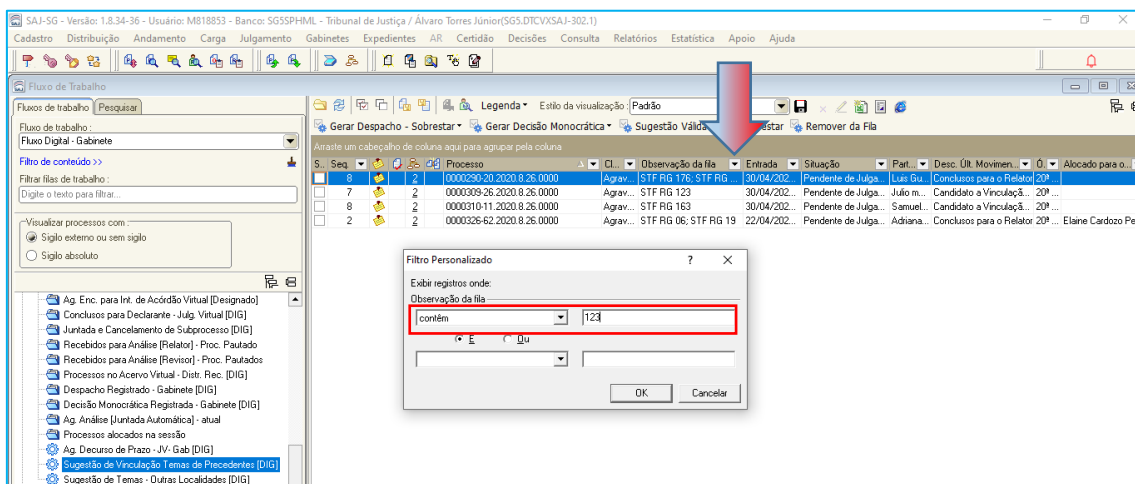 SAJ-SG - Versão: 1.8.34-36 - Usuário: M818853 - Banco: SG5SPHML - Tribunal de Justiça / Álvaro Torres Júnior(SG5.DTCVXSAJ-302.1)
Cadastro Distribuição Andamento Carga Julgamento Gabinetes Expedientes AR Certidão Decisões Consulta Relatórios Estatística Apoio Ajuda
Fluxo de Trabalho
Fluxos de trabalho Pesquisar
Legenda Estilo da visualização : Padrão
Gerar Despacho - Sobrestar Gerar Decisão Monocrática Sugestão Válida estar Remover da Fila
Fluxo de trabalho :
Fluxo Digital - Gabinete
Arraste um cabeçalho de coluna aqui para agrupar pela coluna
Filtro de conteúdo >>
Filtrar filas de trabalho :
Digite o texto para filtrar...
S.. Seq. Processo Cl... Observação da fila Entrada Situação Part... Desc. Últ. Movimen... Ó.. Alocado para o...
8 2 0000290-20.2020.8.26.0000 Agrav... STF RG 176; STF RG ... 30/04/202... Pendente de Julga... Luis Gu... Conclusos para o Relator 20ª ...
7 2 0000309-26.2020.8.26.0000 Agrav... STF RG 123 30/04/202... Pendente de Julga... Julio m... Candidato a Vinculaçã... 20ª ...
8 2 0000310-11.2020.8.26.0000 Agrav... STF RG 163 30/04/202... Pendente de Julga... Samuel... Candidato a Vinculaçã... 20ª ...
2 2 0000326-62.2020.8.26.0000 Agrav... STF RG 06; STF RG 19 22/04/202... Pendente de Julga... Adriana... Conclusos para o Relator 20ª ... Elaine Cardozo Pe
Visualizar processos com :
Sigilo externo ou sem sigilo
Sigilo absoluto
Filtro Personalizado ? X
Exibir registros onde:
Observação da fila
contém 123
E Ou
OK Cancelar
Ag. Enc. para Int. de Acórdão Virtual [Designado]
Conclusos para Declarante - Julg. Virtual [DIG]
Juntada e Cancelamento de Subprocesso [DIG]
Recebidos para Análise [Relator] - Proc. Pautado
Recebidos para Análise [Revisor] - Proc. Pautados
Processos no Acervo Virtual - Distr. Rec. [DIG]
Despacho Registrado - Gabinete [DIG]
Decisão Monocrática Registrada - Gabinete [DIG]
Ag. Análise [Juntada Automática] - atual
Processos alocados na sessão
Ag. Decurso de Prazo - JV- Gab [DIG]
Sugestão de Vinculação Temas de Precedentes [DIG]
Sugestão de Temas - Outras Localidades [DIG]